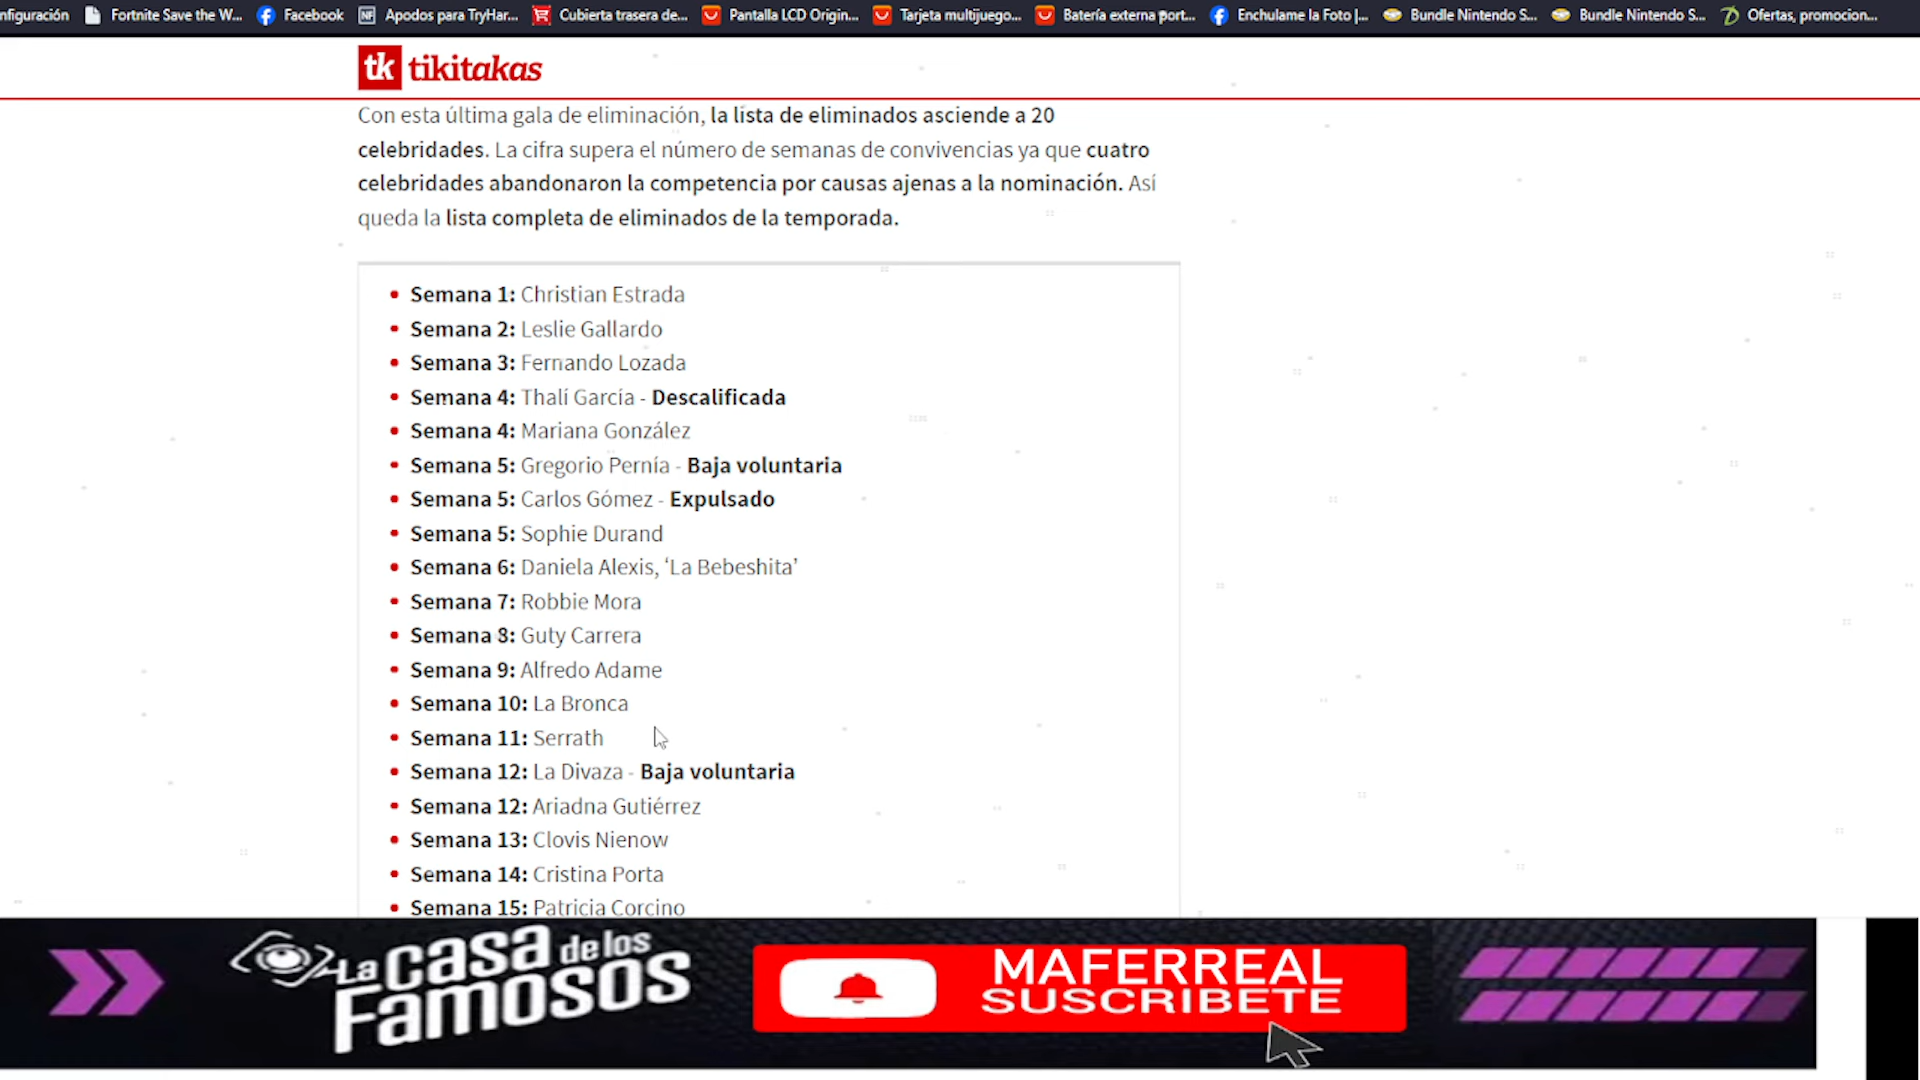 nfiguración Fortnite Save the W... Facebook NF Apodos para TryHar... Cubierta trasera de... Pantalla LCD Origin... Tarjeta multijuego... Batería externa port... Enchulame la Foto |... Bundle Nintendo S... Bundle Nintendo S... Ofertas, promocion...
tk tikitakas
Con esta última gala de eliminación, la lista de eliminados asciende a 20
celebridades. La cifra supera el número de semanas de convivencias ya que cuatro
celebridades abandonaron la competencia por causas ajenas a la nominación. Así
queda la lista completa de eliminados de la temporada.
• Semana 1: Christian Estrada
• Semana 2: Leslie Gallardo
• Semana 3: Fernando Lozada
• Semana 4: Thalí García - Descalificada
• Semana 4: Mariana González
• Semana 5: Gregorio Pernía - Baja voluntaria
• Semana 5: Carlos Gómez - Expulsado
• Semana 5: Sophie Durand
• Semana 6: Daniela Alexis, ‘La Bebeshita’
• Semana 7: Robbie Mora
• Semana 8: Guty Carrera
• Semana 9: Alfredo Adame
• Semana 10: La Bronca
• Semana 11: Serrath
• Semana 12: La Divaza - Baja voluntaria
• Semana 12: Ariadna Gutiérrez
• Semana 13: Clovis Nienow
• Semana 14: Cristina Porta
• Semana 15: Patricia Corcino
La casa de los
Famosos
MAFERREAL
SUSCRIBETE